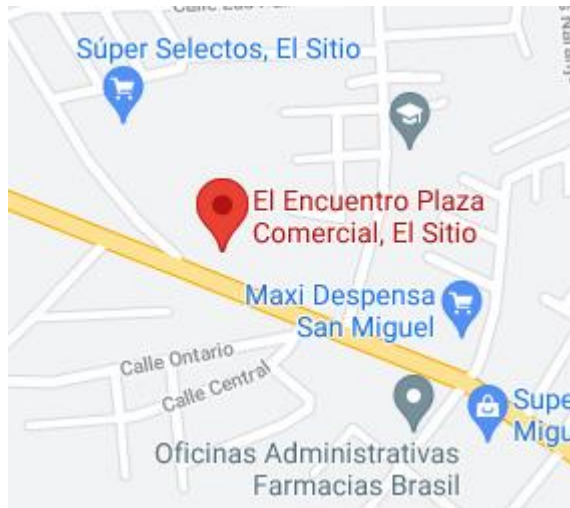 Súper Selectos, El Sitio
El Encuentro Plaza
Comercial, El Sitio
Maxi Despensa
San Miguel
Calle Ontario
Calle Central
Oficinas Administrativas
Farmacias Brasil